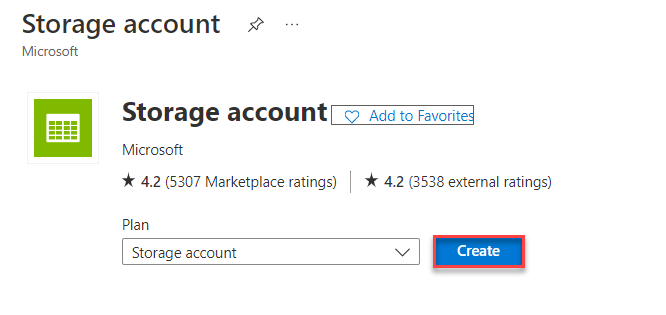 Storage account ...
Microsoft
Storage account Add to Favorites
Microsoft
★ 4.2 (5307 Marketplace ratings) | ★ 4.2 (3538 external ratings)
Plan
Storage account Create